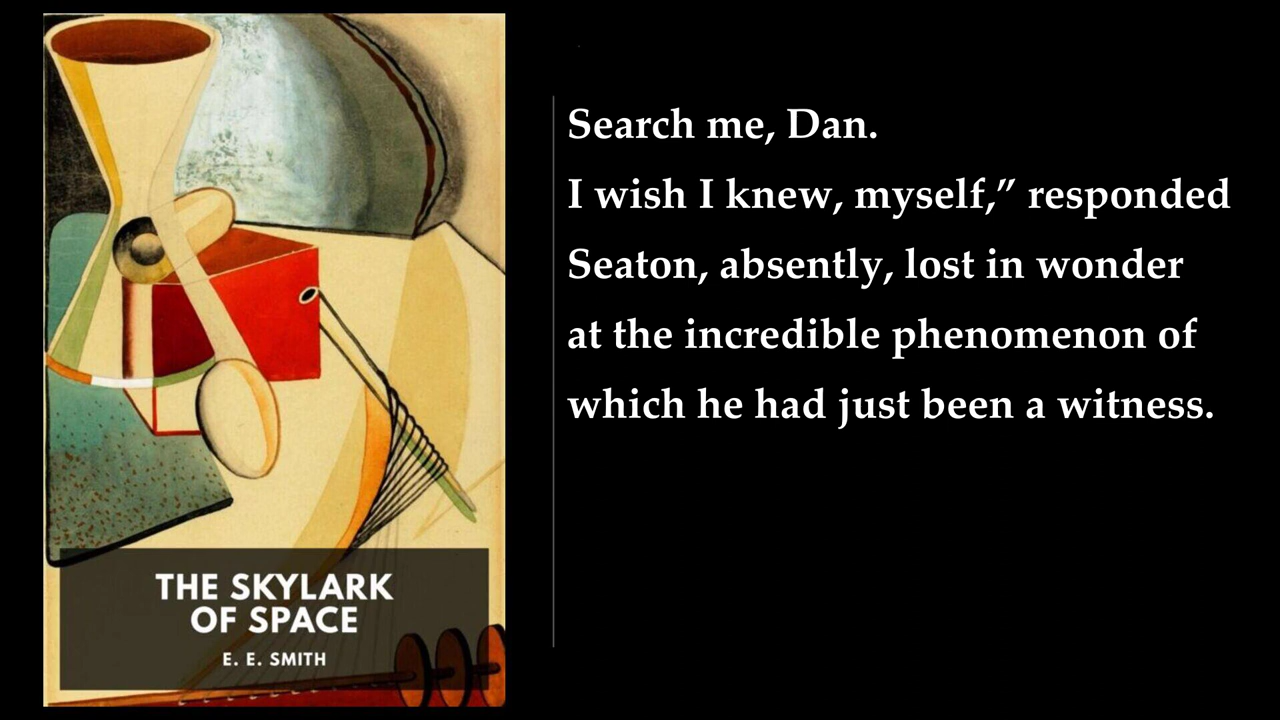 THE SKYLARK
OF SPACE
E. E. SMITH
Search me, Dan.
I wish I knew, myself,” responded
Seaton, absently, lost in wonder
at the incredible phenomenon of
which he had just been a witness.